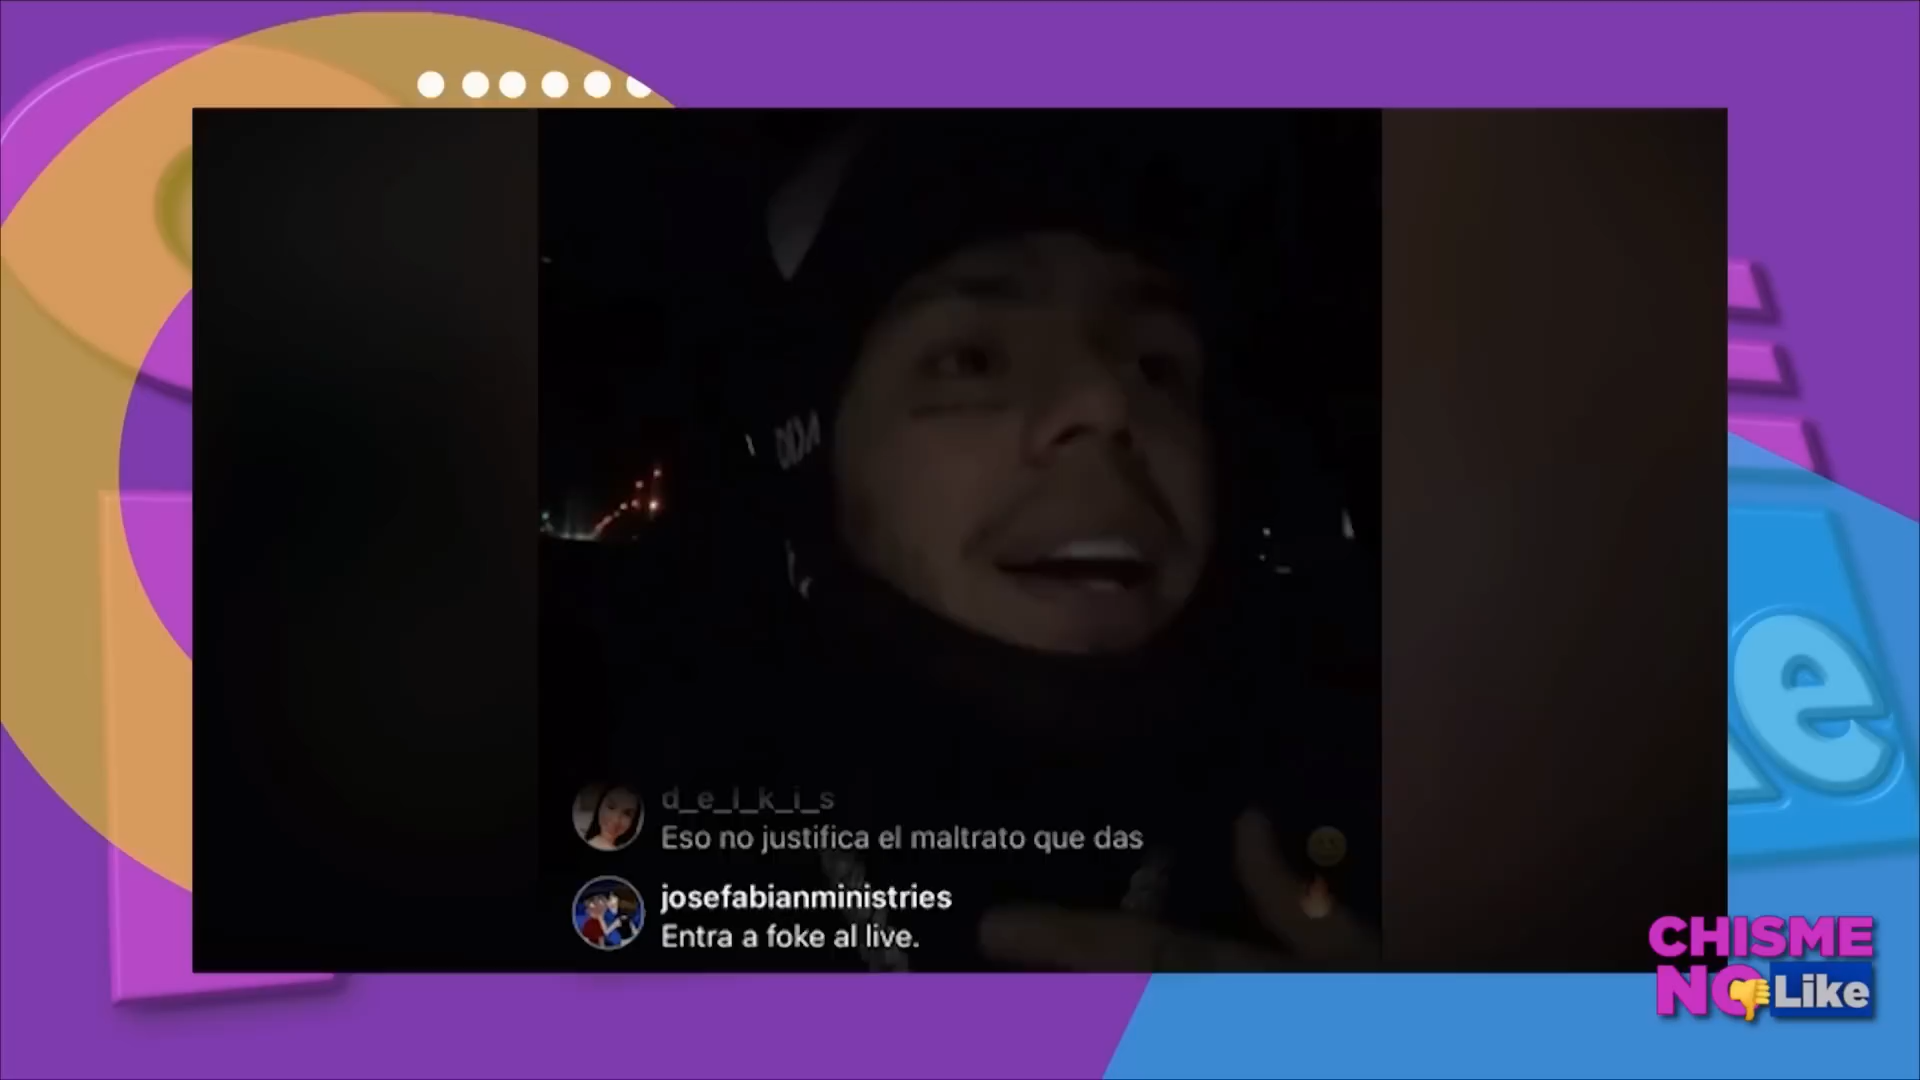 d_e_l_k_i_s
Eso no justifica el maltrato que das
josefabianministries
Entra a foke al live.
CHISME
NO Like
e